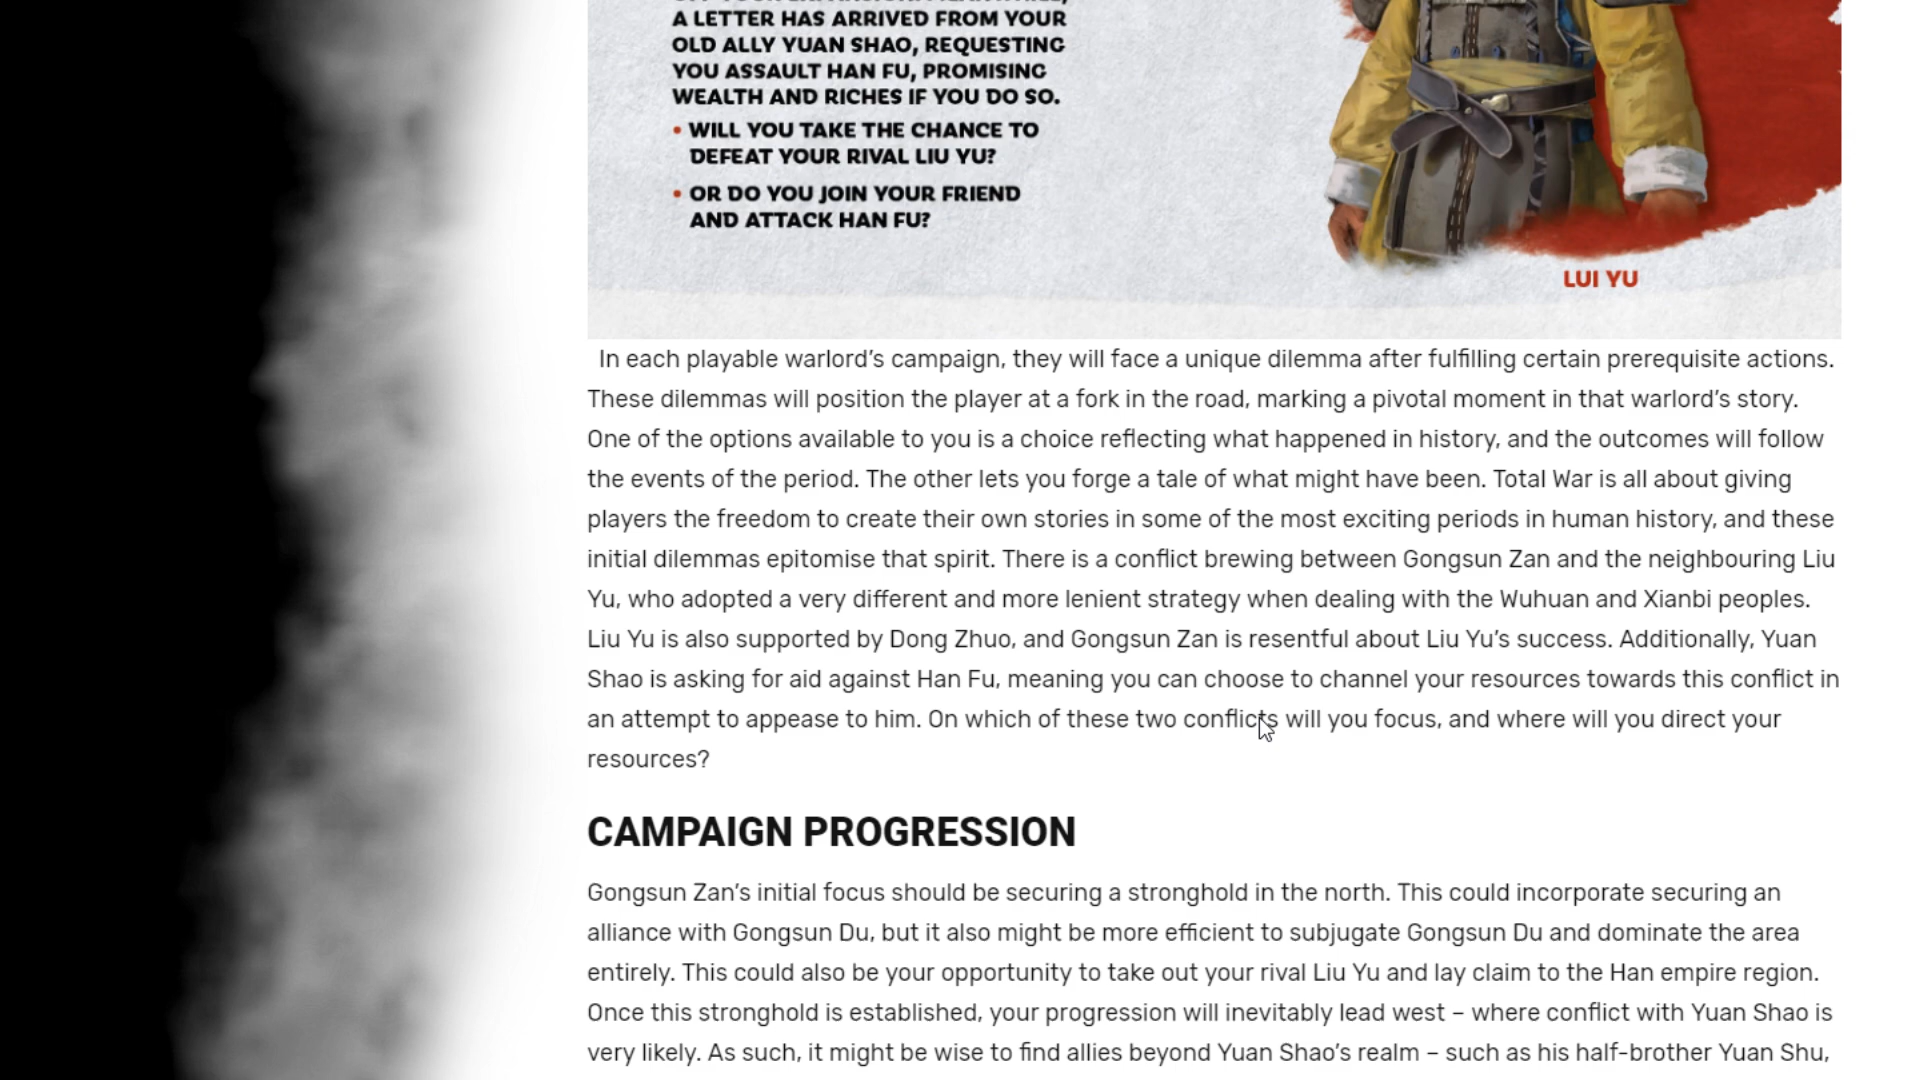 A LETTER HAS ARRIVED FROM YOUR
OLD ALLY YUAN SHAO, REQUESTING
YOU ASSAULT HAN FU, PROMISING
WEALTH AND RICHES IF YOU DO SO.
• WILL YOU TAKE THE CHANCE TO
DEFEAT YOUR RIVAL LIU YU?
• OR DO YOU JOIN YOUR FRIEND
AND ATTACK HAN FU?
LUI YU
In each playable warlord’s campaign, they will face a unique dilemma after fulfilling certain prerequisite actions.
These dilemmas will position the player at a fork in the road, marking a pivotal moment in that warlord’s story.
One of the options available to you is a choice reflecting what happened in history, and the outcomes will follow
the events of the period. The other lets you forge a tale of what might have been. Total War is all about giving
players the freedom to create their own stories in some of the most exciting periods in human history, and these
initial dilemmas epitomise that spirit. There is a conflict brewing between Gongsun Zan and the neighbouring Liu
Yu, who adopted a very different and more lenient strategy when dealing with the Wuhuan and Xianbi peoples.
Liu Yu is also supported by Dong Zhuo, and Gongsun Zan is resentful about Liu Yu’s success. Additionally, Yuan
Shao is asking for aid against Han Fu, meaning you can choose to channel your resources towards this conflict in
an attempt to appease to him. On which of these two conflicts will you focus, and where will you direct your
resources?
CAMPAIGN PROGRESSION
Gongsun Zan’s initial focus should be securing a stronghold in the north. This could incorporate securing an
alliance with Gongsun Du, but it also might be more efficient to subjugate Gongsun Du and dominate the area
entirely. This could also be your opportunity to take out your rival Liu Yu and lay claim to the Han empire region.
Once this stronghold is established, your progression will inevitably lead west – where conflict with Yuan Shao is
very likely. As such, it might be wise to find allies beyond Yuan Shao’s realm – such as his half-brother Yuan Shu,